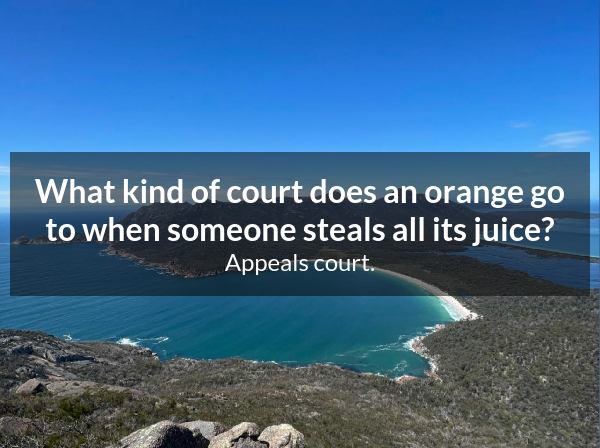 What kind of court does an orange go
to when someone steals all its juice?
Appeals court.